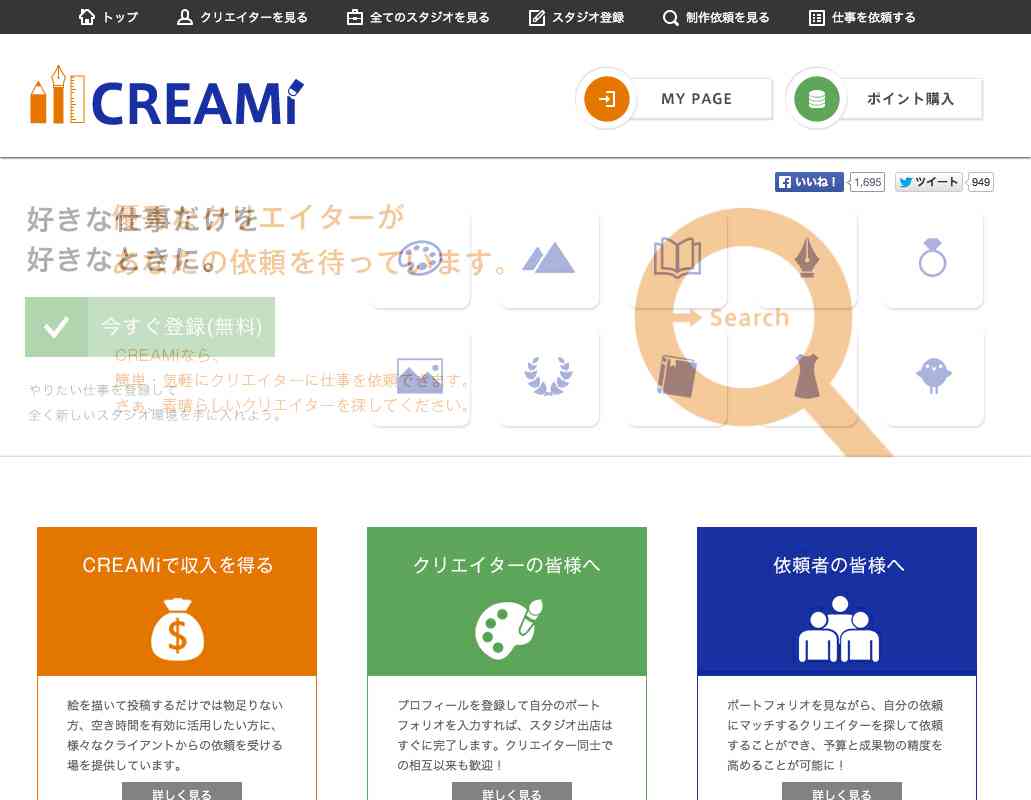 トップ
クリエイターを見る
全てのスタジオを見る
スタジオ登録
制作依頼を見る
仕事を依頼する
CREAMi
MY PAGE
ポイント購入
いいね！
1,695
ツイート
949
好きな仕事だけを
好きなときに。
クリエイターが
あなたの依頼を待っています。
今すぐ登録(無料)
CREAMiなら、
簡単・気軽にクリエイターに仕事を依頼できます。
さぁ、素晴らしいクリエイターを探してください。
やりたい仕事を登録して
全く新しいスタジオ環境を手に入れよう。
Search
CREAMiで収入を得る
絵を描いて投稿するだけでは物足りない
方、空き時間を有効に活用したい方に、
様々なクライアントからの依頼を受ける
場を提供しています。
詳しく見る
クリエイターの皆様へ
プロフィールを登録して自分のポート
フォリオを入力すれば、スタジオ出店は
すぐに完了します。クリエイター同士で
の相互以来も歓迎！
詳しく見る
依頼者の皆様へ
ポートフォリオを見ながら、自分の依頼
にマッチするクリエイターを探して依頼
することができ、予算と成果物の精度を
高めることが可能に！
詳しく見る